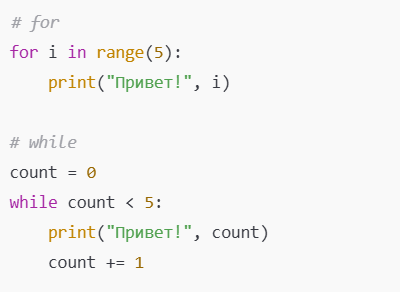 # for
for i in range(5):
    print("Привет!", i)

# while
count = 0
while count < 5:
    print("Привет!", count)
    count += 1